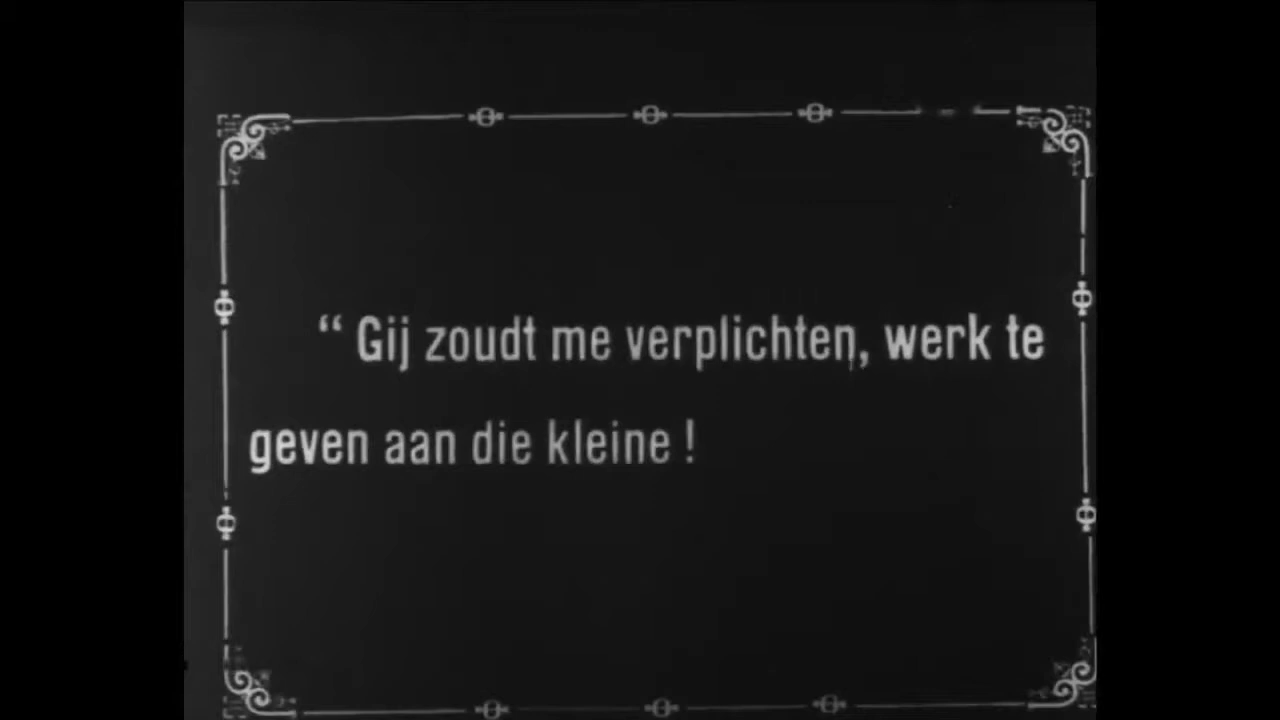 “ Gij zoudt me verplichten, werk te
geven aan die kleine !